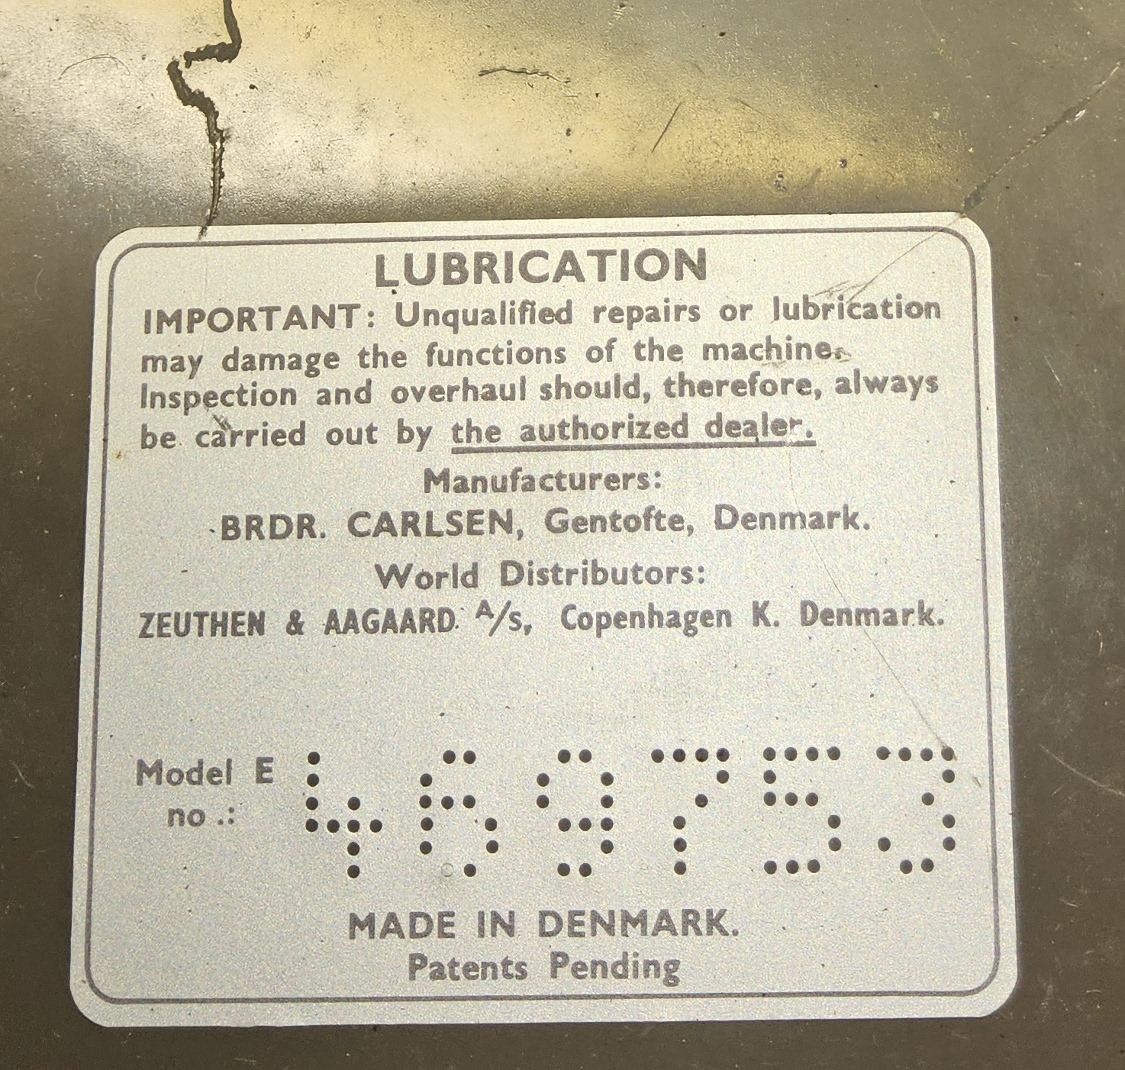 LUBRICATION
IMPORTANT: Unqualified repairs or lubrication
may damage the functions of the machine.
Inspection and overhaul should, therefore, always
be carried out by the authorized dealer.
Manufacturers:
BRDR. CARLSEN, Gentofte, Denmark.
World Distributors:
ZEUTHEN & AAGAARD A/s, Copenhagen K. Denmark.
Model E
no.: 469753
MADE IN DENMARK.
Patents Pending